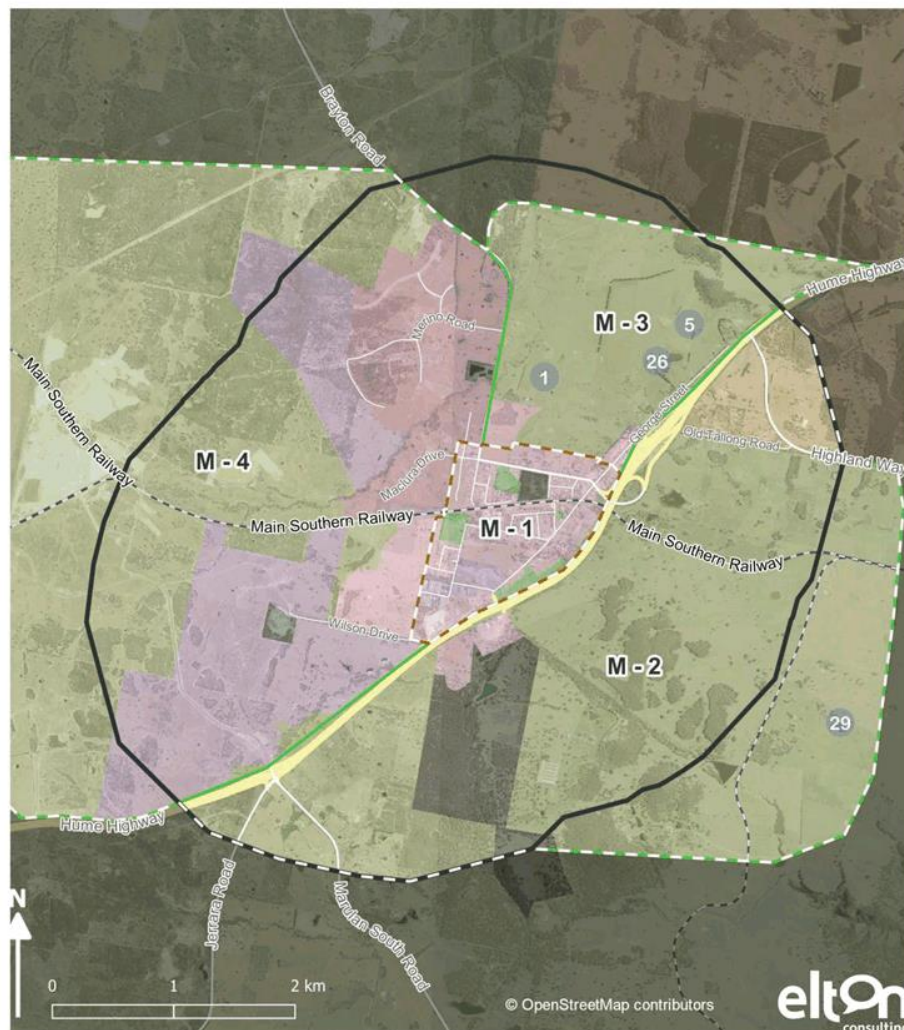 Brayton Road
Hume Highway
Merino Road
M - 3
5
26
1
George Street
Old Tallong Road
Highland Way
Main Southern Railway
M - 4
Maclura Drive
Main Southern Railway
M - 1
Main Southern Railway
Wilson Drive
M - 2
29
Hume Highway
Jerrara Road
Marulan South Road
N
0 1 2 km
© OpenStreetMap contributors
elton
consulting